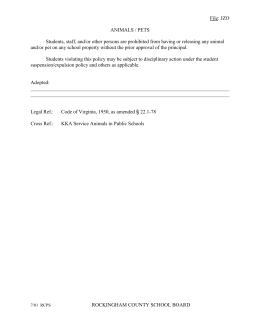 File: JZD
ANIMALS / PETS
Students, staff, and/or other persons are prohibited from having or releasing any animal
and/or pet on any school property without the prior approval of the principal.
Students violating this policy may be subject to disciplinary action under the student
suspension/expulsion policy and others as applicable.
Adopted:
Legal Ref.: Code of Virginia, 1950, as amended § 22.1-78
Cross Ref.: KKA Service Animals in Public Schools
7/01 RCPS ROCKINGHAM COUNTY SCHOOL BOARD